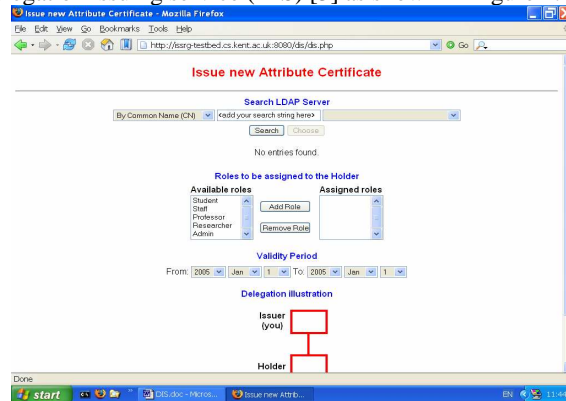 Issue new Attribute Certificate - Mozilla Firefox
File Edit View Go Bookmarks Tools Help
http://issrg-testbed.cs.kent.ac.uk:8080/dis/dis.php
Go
Issue new Attribute Certificate
Search LDAP Server
By Common Name (CN) <add your search string here>
Search Choose
No entries found.
Roles to be assigned to the Holder
Available roles Assigned roles
Student
Staff
Professor
Researcher
Admin
Add Role
Remove Role
Validity Period
From: 2005 Jan 1 To: 2005 Jan 1
Delegation illustration
Issuer
(you)
Holder
Done
start DIS.doc - Micros... Issue new Attrib... EN 11:44